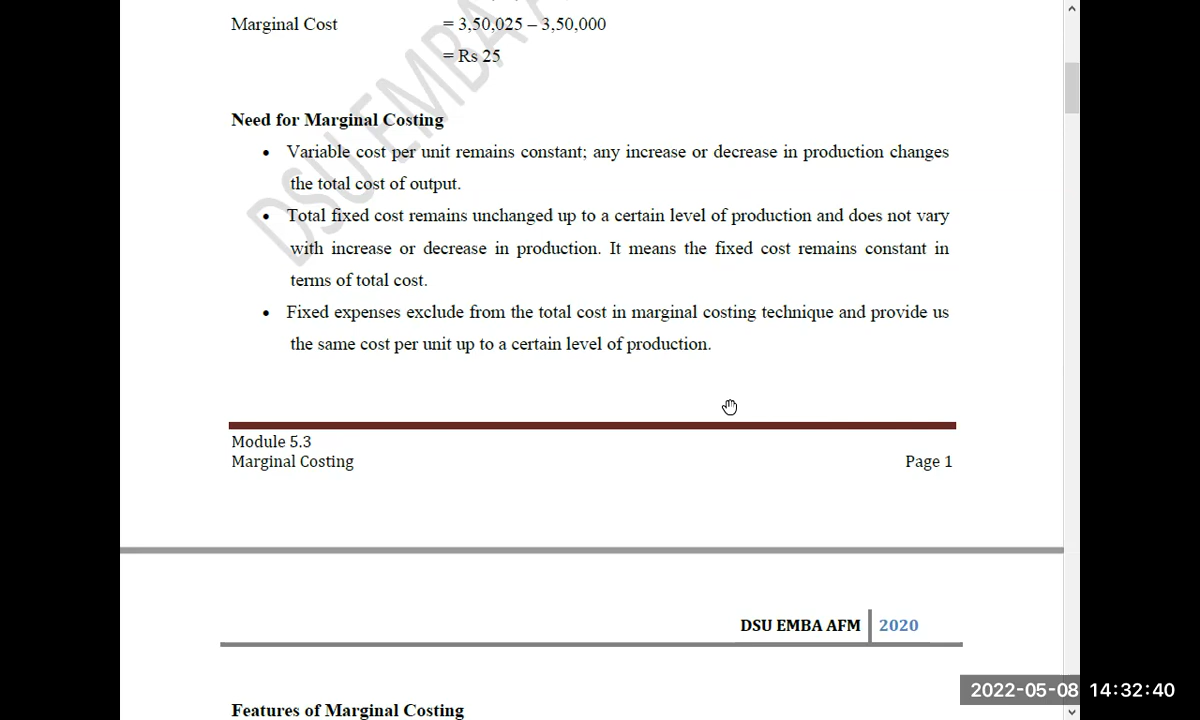 Marginal Cost = 3,50,025 – 3,50,000
= Rs 25
Need for Marginal Costing
• Variable cost per unit remains constant; any increase or decrease in production changes
the total cost of output.
• Total fixed cost remains unchanged up to a certain level of production and does not vary
with increase or decrease in production. It means the fixed cost remains constant in
terms of total cost.
• Fixed expenses exclude from the total cost in marginal costing technique and provide us
the same cost per unit up to a certain level of production.
DSU EMBA A
Module 5.3
Marginal Costing Page 1
DSU EMBA AFM 2020
Features of Marginal Costing
2022-05-08 14:32:40